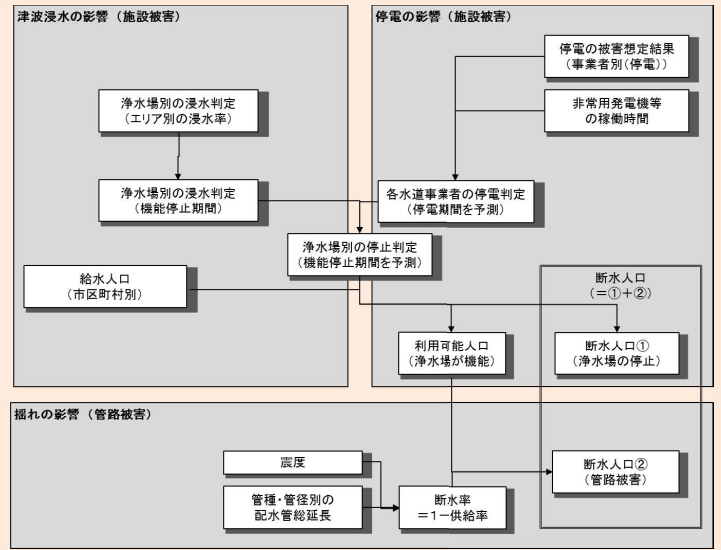 津波浸水の影響（施設被害）
停電の影響（施設被害）
停電の被害想定結果
（事業者別（停電））
非常用発電機等
の稼働時間
浄水場別の浸水判定
（エリア別の浸水率）
浄水場別の浸水判定
（機能停止期間）
各水道事業者の停電判定
（停電期間を予測）
浄水場別の停止判定
（機能停止期間を予測）
給水人口
（市区町村別）
断水人口
（＝①＋②）
利用可能人口
（浄水場が機能）
断水人口①
（浄水場の停止）
揺れの影響（管路被害）
震度
管種・管径別の
配水管総延長
断水率
＝１－供給率
断水人口②
（管路被害）